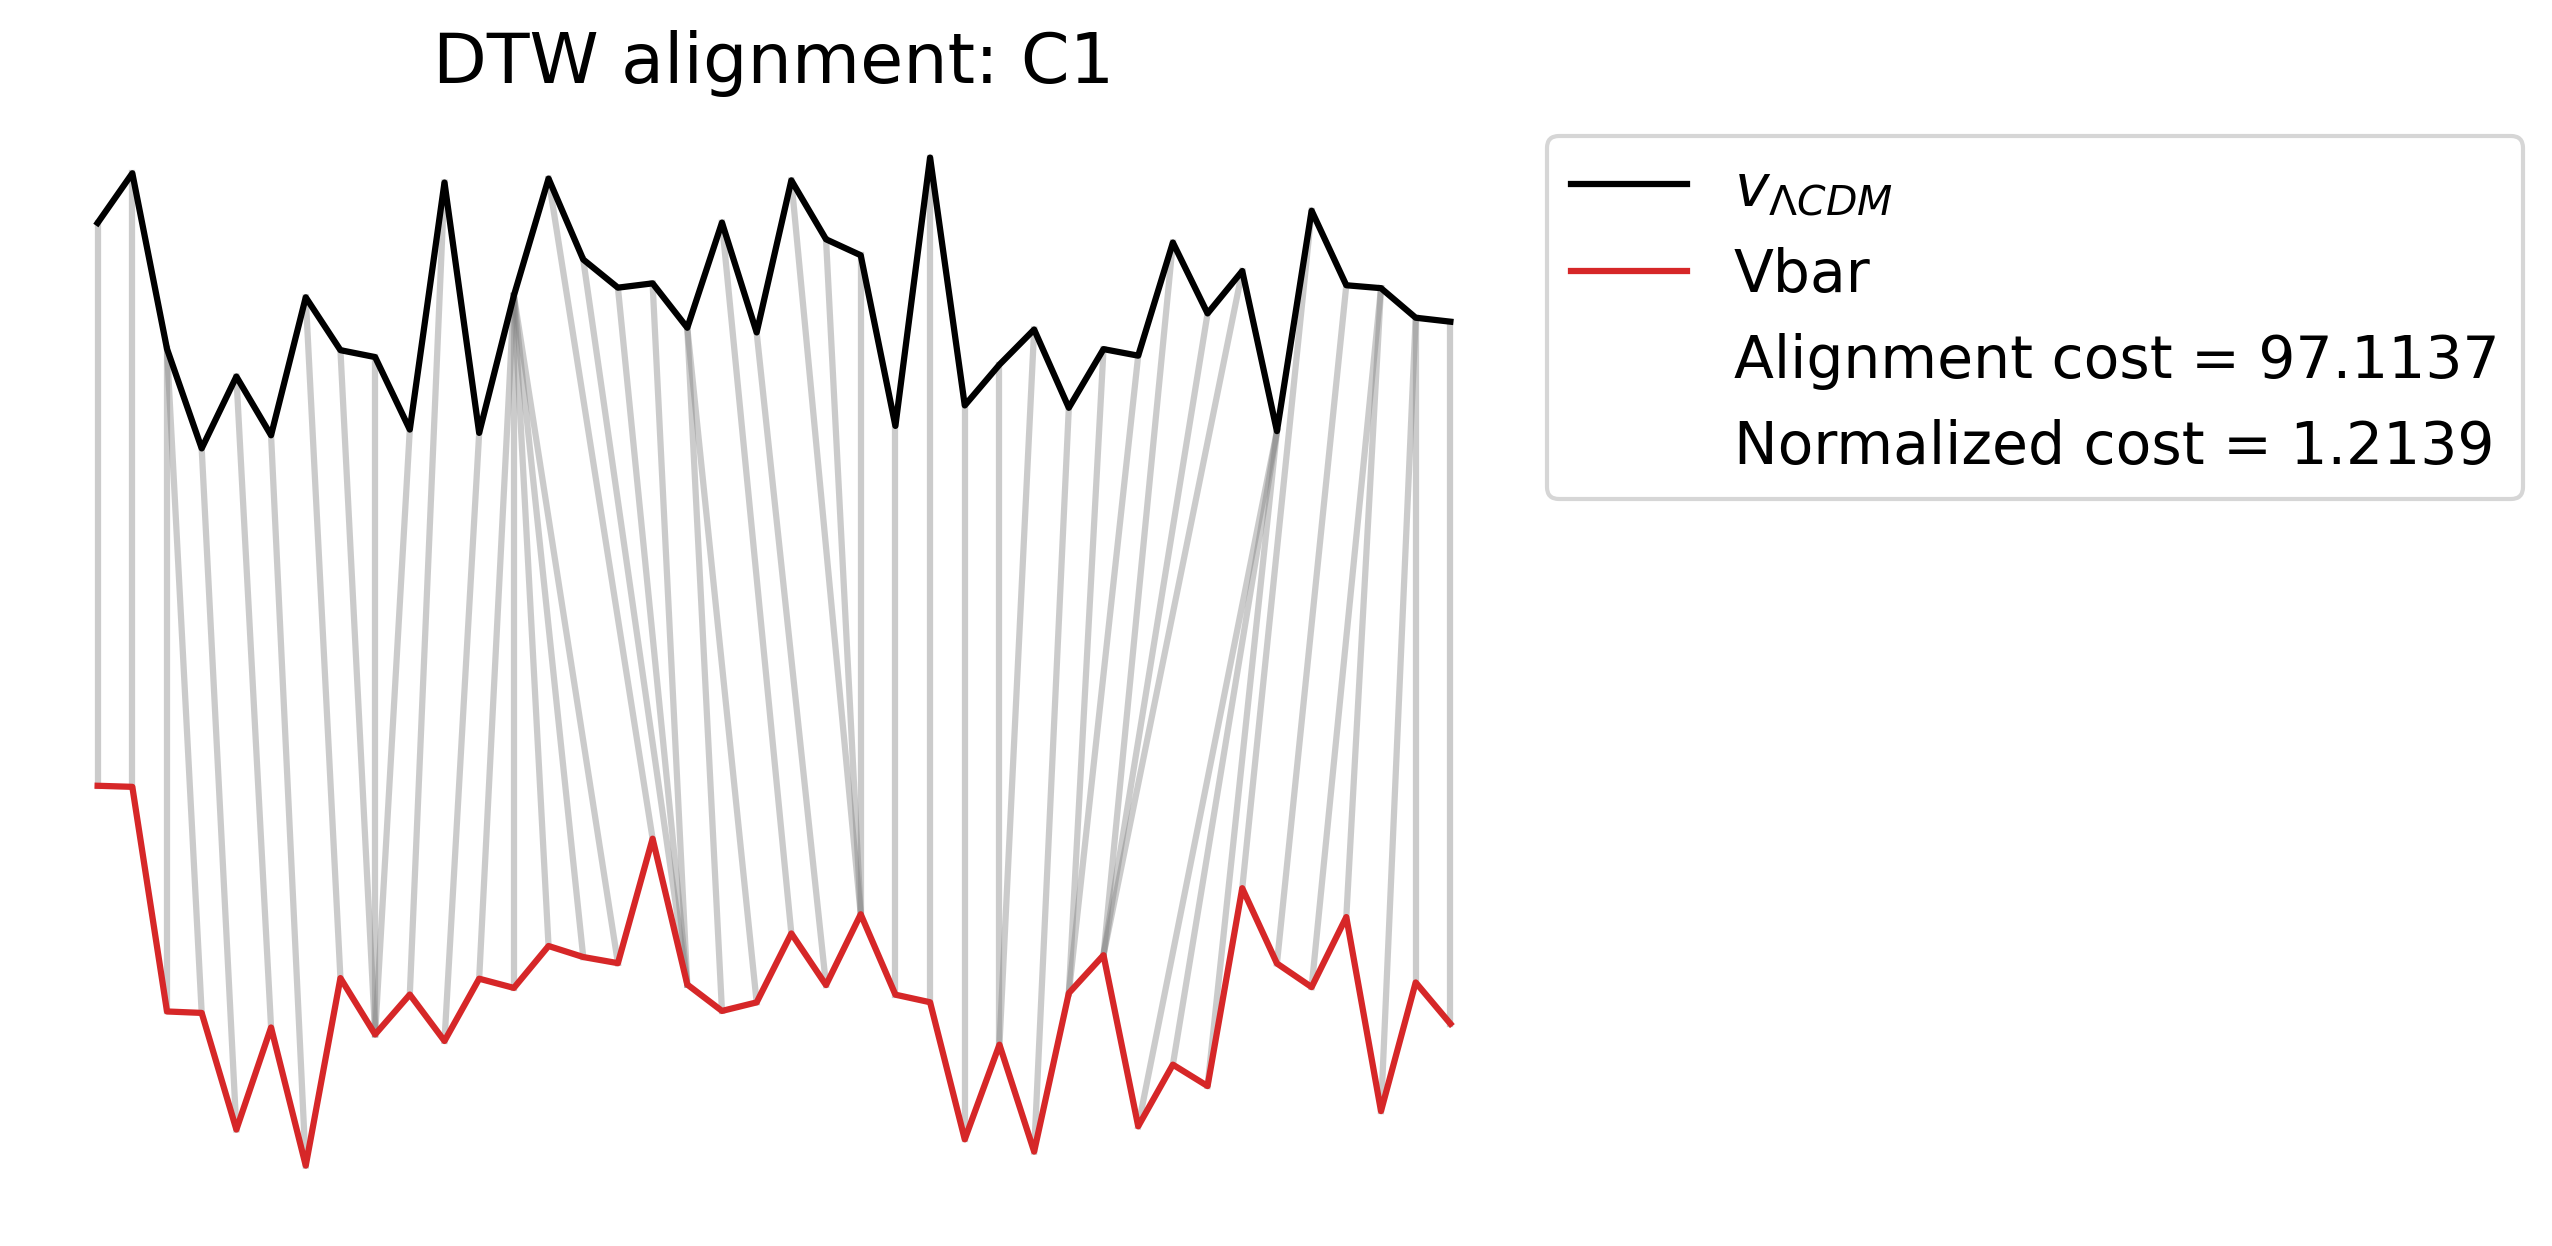 DTW alignment: C1
v_ΛCDM
Vbar
Alignment cost = 97.1137
Normalized cost = 1.2139